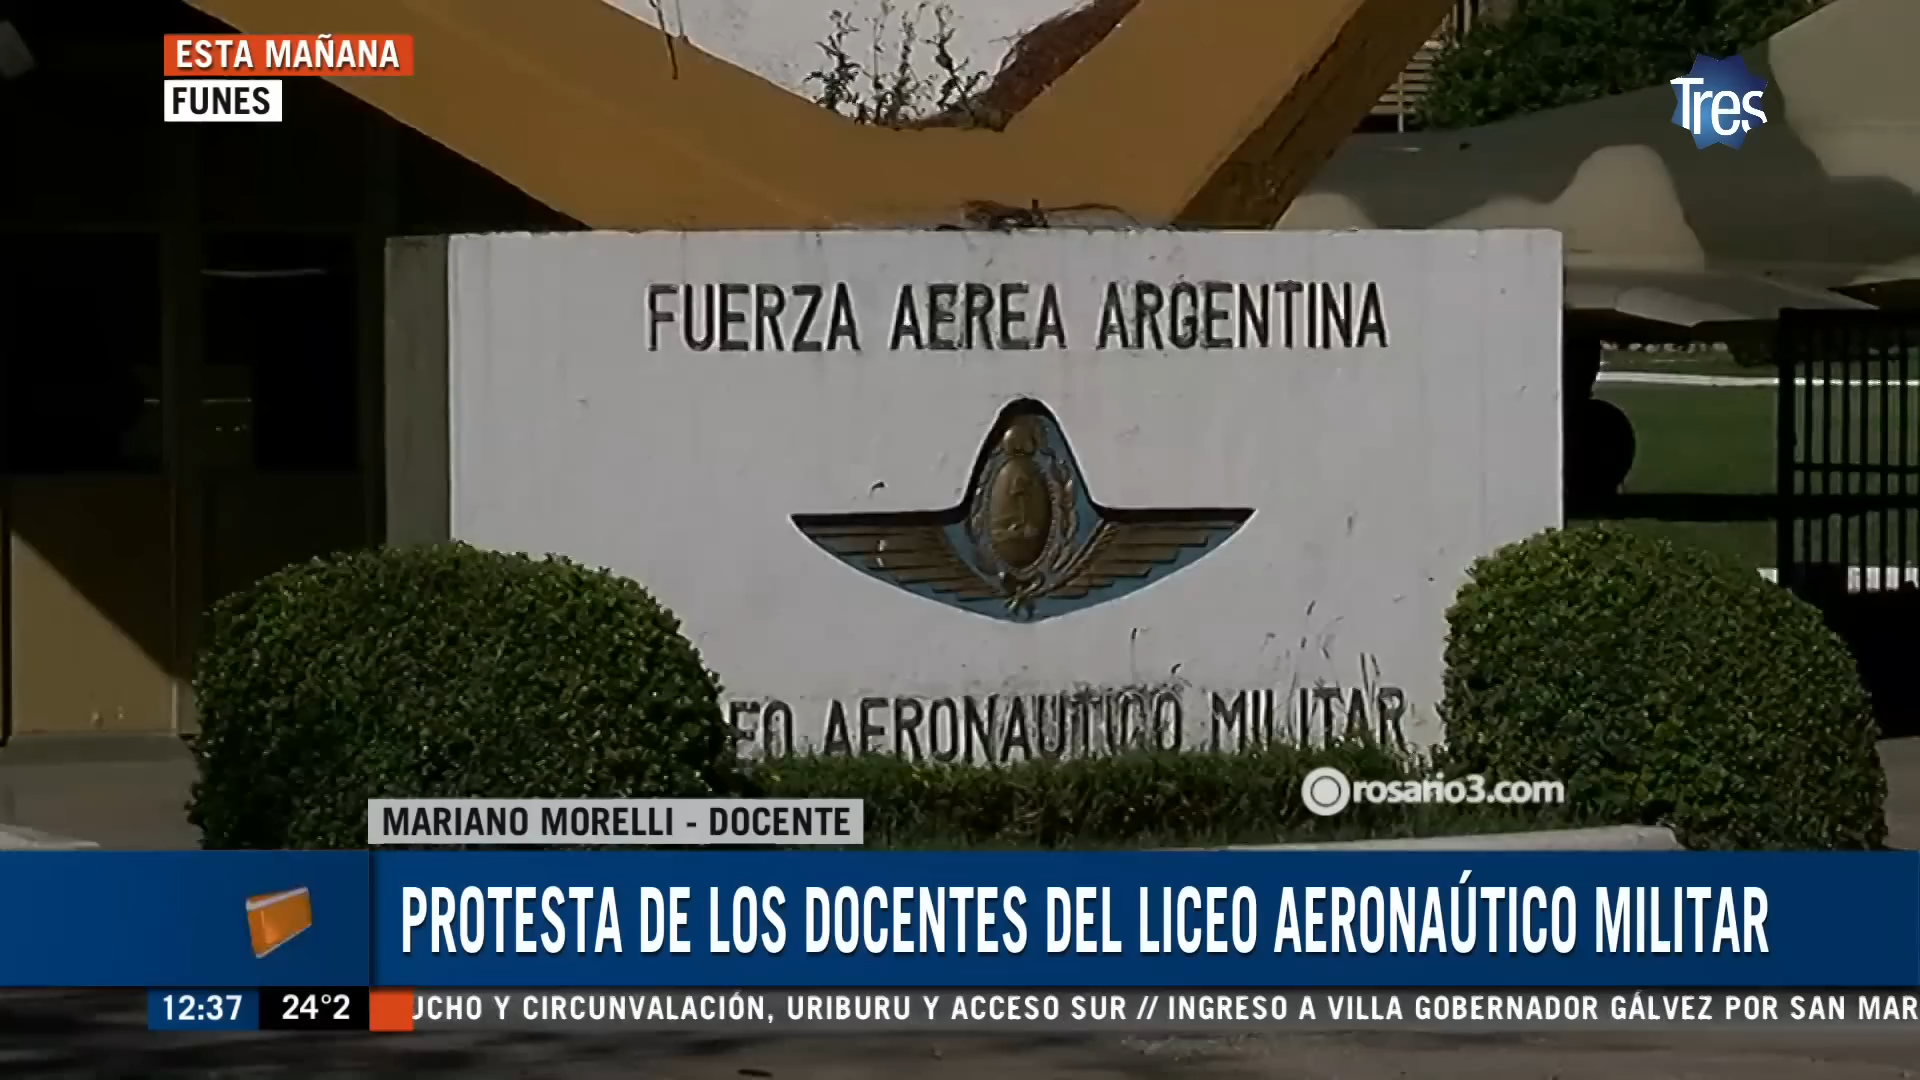 ESTA MAÑANA
FUNES
Tres
FUERZA AEREA ARGENTINA
EO AERONAUTICO MILITAR
rosario3.com
MARIANO MORELLI - DOCENTE
PROTESTA DE LOS DOCENTES DEL LICEO AERONAÚTICO MILITAR
12:37 24°2 UCHO Y CIRCUNVALACIÓN, URIBURU Y ACCESO SUR // INGRESO A VILLA GOBERNADOR GÁLVEZ POR SAN MAR